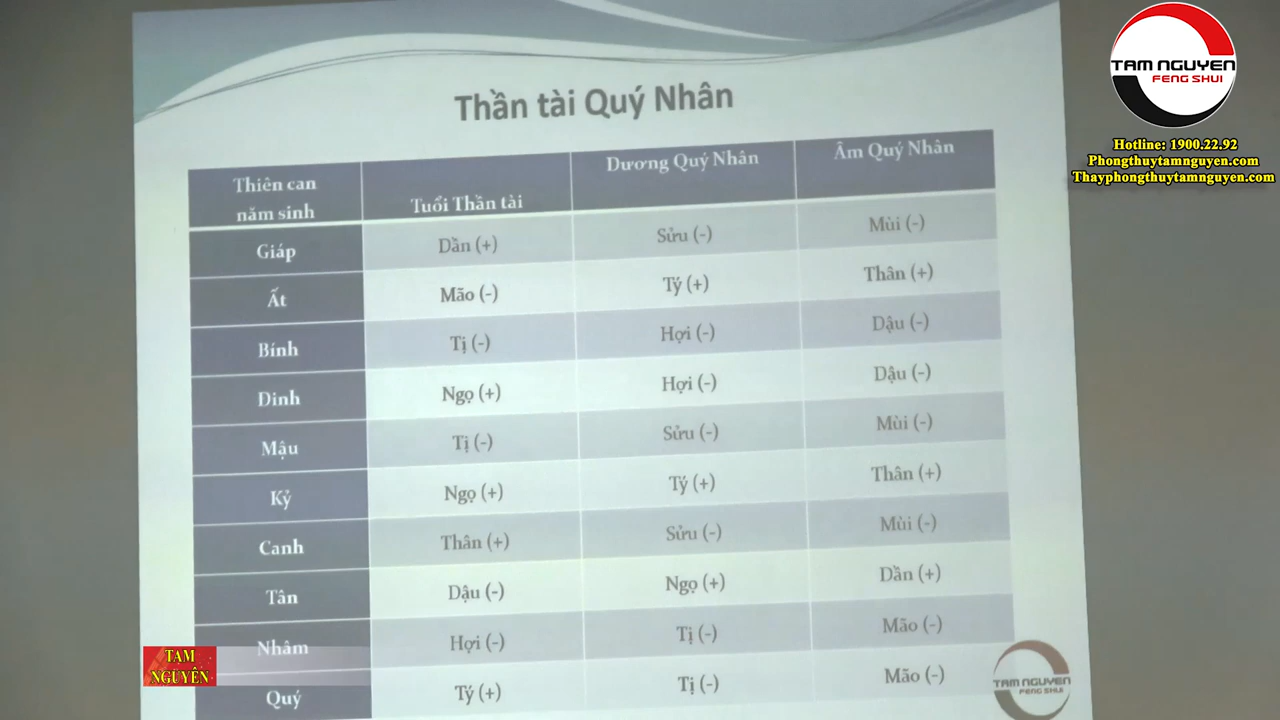 TAM NGUYEN
FENG SHUI
Hotline: 1900.22.92
Phongthuytamnguyen.com
Thayphongthuytamnguyen.com
Thần tài Quý Nhân
Thiên can năm sinh Tuổi Thần tài Dương Quý Nhân Âm Quý Nhân
Giáp Dần (+) Sửu (-) Mùi (-)
Ất Mão (-) Tý (+) Thân (+)
Bính Tị (-) Hợi (-) Dậu (-)
Đinh Ngọ (+) Hợi (-) Dậu (-)
Mậu Tị (-) Sửu (-) Mùi (-)
Kỷ Ngọ (+) Tý (+) Thân (+)
Canh Thân (+) Sửu (-) Mùi (-)
Tân Dậu (-) Ngọ (+) Dần (+)
Nhâm Hợi (-) Tị (-) Mão (-)
Quý Tý (+) Tị (-) Mão (-)
TAM
NGUYÊN
TAM NGUYEN
FENG SHUI